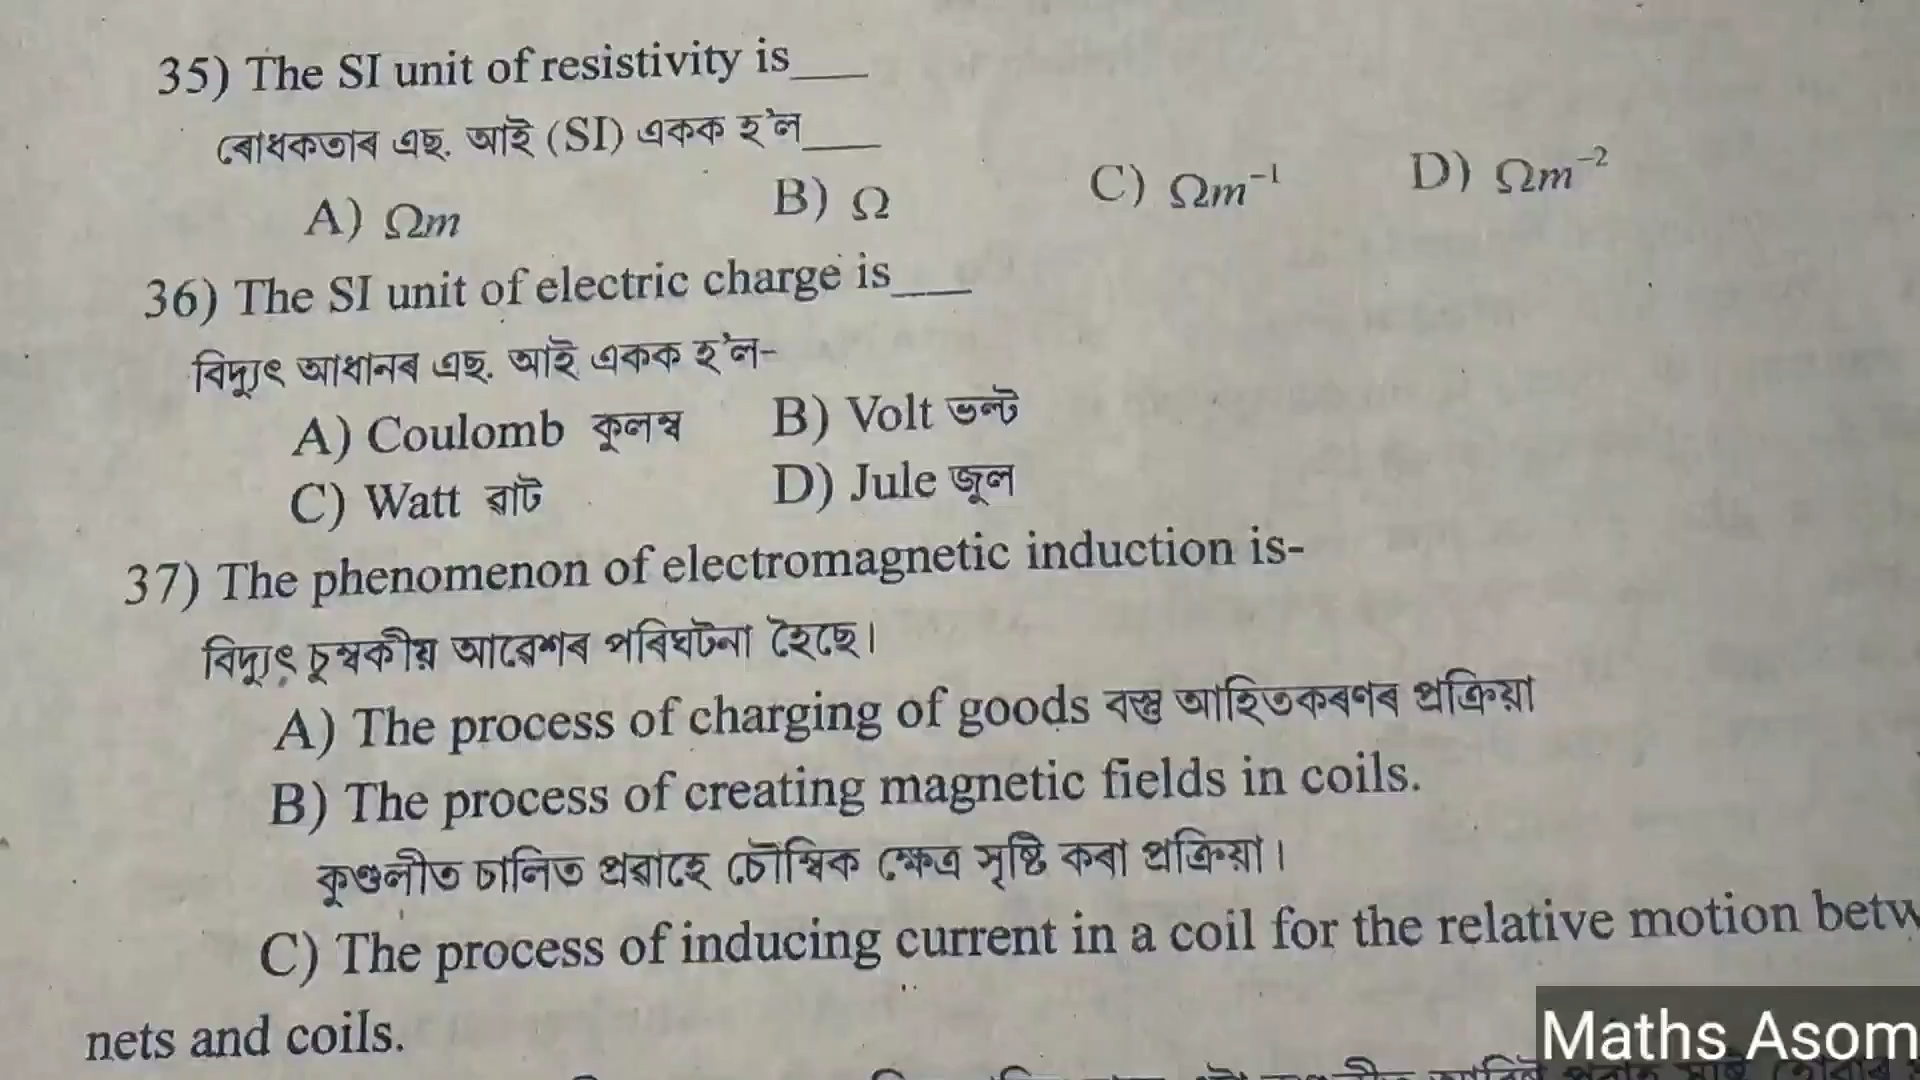 35) The SI unit of resistivity is___
ৰোধকতাৰ এছ. আই (SI) একক হ'ল___
A) Ωm B) Ω C) Ωm⁻¹ D) Ωm⁻²
36) The SI unit of electric charge is___
বিদ্যুৎ আধানৰ এছ. আই একক হ'ল-
A) Coulomb কুলম্ব B) Volt ভল্ট
C) Watt ৱাট D) Jule জুল
37) The phenomenon of electromagnetic induction is-
বিদ্যুৎ চুম্বকীয় আৱেশৰ পৰিঘটনা হৈছে।
A) The process of charging of goods বস্তু আহিতকৰণৰ প্ৰক্ৰিয়া
B) The process of creating magnetic fields in coils.
কুণ্ডলীত চালিত প্ৰৱাহে চৌম্বিক ক্ষেত্ৰ সৃষ্টি কৰা প্ৰক্ৰিয়া।
C) The process of inducing current in a coil for the relative motion betw
nets and coils.
Maths Asom